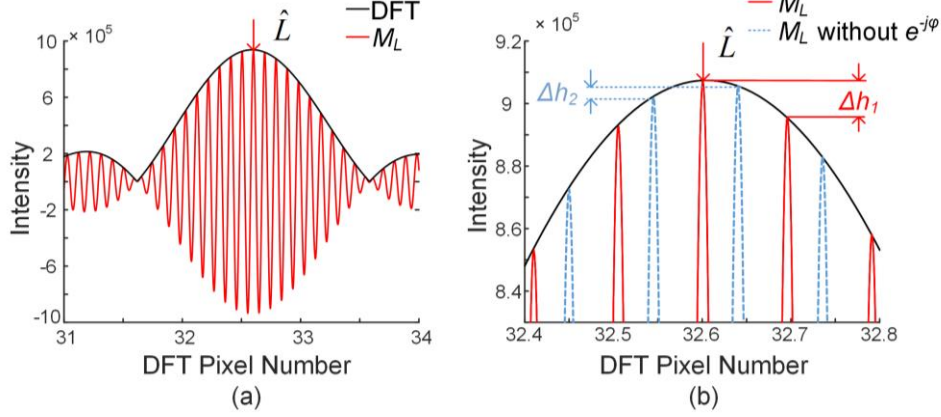 DFT
M_L
× 10⁵
L̂
10
6
2
-2
-6
-10
Intensity
31 32 33 34
DFT Pixel Number
(a)
M_L
M_L without e^{-jφ}
× 10⁵
L̂
9.2
9
8.8
8.6
8.4
Δh₂
Δh₁
Intensity
32.4 32.5 32.6 32.7 32.8
DFT Pixel Number
(b)